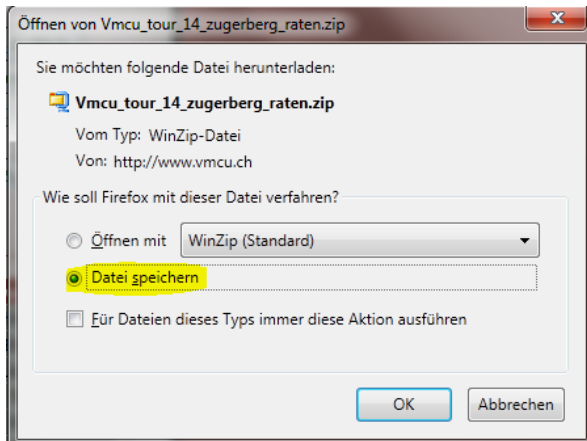 Öffnen von Vmcu_tour_14_zugerberg_raten.zip
Sie möchten folgende Datei herunterladen:
Vmcu_tour_14_zugerberg_raten.zip
Vom Typ: WinZip-Datei
Von: http://www.vmcu.ch
Wie soll Firefox mit dieser Datei verfahren?
Öffnen mit WinZip (Standard)
Datei speichern
Für Dateien dieses Typs immer diese Aktion ausführen
OK Abbrechen